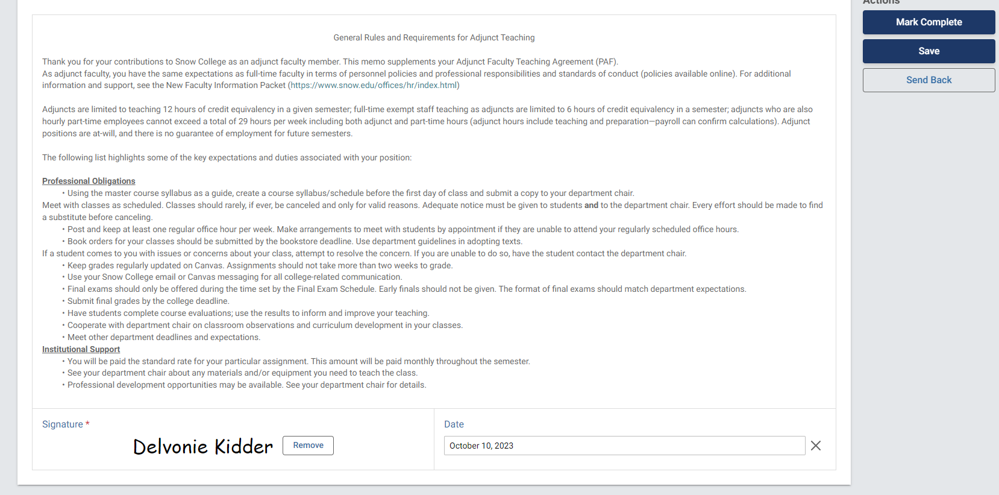 Actions
Mark Complete
Save
Send Back
General Rules and Requirements for Adjunct Teaching
Thank you for your contributions to Snow College as an adjunct faculty member. This memo supplements your Adjunct Faculty Teaching Agreement (PAF).
As adjunct faculty, you have the same expectations as full-time faculty in terms of personnel policies and professional responsibilities and standards of conduct (policies available online). For additional
information and support, see the New Faculty Information Packet (https://www.snow.edu/offices/hr/index.html)
Adjuncts are limited to teaching 12 hours of credit equivalency in a given semester; full-time exempt staff teaching as adjuncts are limited to 6 hours of credit equivalency in a semester; adjuncts who are also
hourly part-time employees cannot exceed a total of 29 hours per week including both adjunct and part-time hours (adjunct hours include teaching and preparation—payroll can confirm calculations). Adjunct
positions are at-will, and there is no guarantee of employment for future semesters.
The following list highlights some of the key expectations and duties associated with your position:
Professional Obligations
• Using the master course syllabus as a guide, create a course syllabus/schedule before the first day of class and submit a copy to your department chair.
Meet with classes as scheduled. Classes should rarely, if ever, be canceled and only for valid reasons. Adequate notice must be given to students and to the department chair. Every effort should be made to find
a substitute before canceling.
• Post and keep at least one regular office hour per week. Make arrangements to meet with students by appointment if they are unable to attend your regularly scheduled office hours.
• Book orders for your classes should be submitted by the bookstore deadline. Use department guidelines in adopting texts.
If a student comes to you with issues or concerns about your class, attempt to resolve the concern. If you are unable to do so, have the student contact the department chair.
• Keep grades regularly updated on Canvas. Assignments should not take more than two weeks to grade.
• Use your Snow College email or Canvas messaging for all college-related communication.
• Final exams should only be offered during the time set by the Final Exam Schedule. Early finals should not be given. The format of final exams should match department expectations.
• Submit final grades by the college deadline.
• Have students complete course evaluations; use the results to inform and improve your teaching.
• Cooperate with department chair on classroom observations and curriculum development in your classes.
• Meet other department deadlines and expectations.
Institutional Support
• You will be paid the standard rate for your particular assignment. This amount will be paid monthly throughout the semester.
• See your department chair about any materials and/or equipment you need to teach the class.
• Professional development opportunities may be available. See your department chair for details.
Signature *
Delvonie Kidder
Remove
Date
October 10, 2023